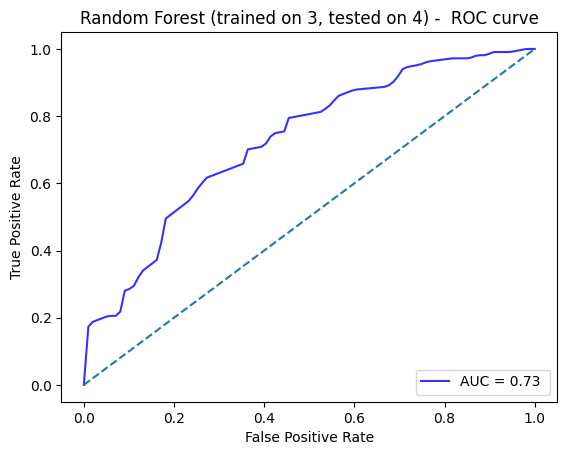 Random Forest (trained on 3, tested on 4) -  ROC curve
1.0
0.8
0.6
0.4
0.2
0.0
True Positive Rate
AUC = 0.73
0.0 0.2 0.4 0.6 0.8 1.0
False Positive Rate